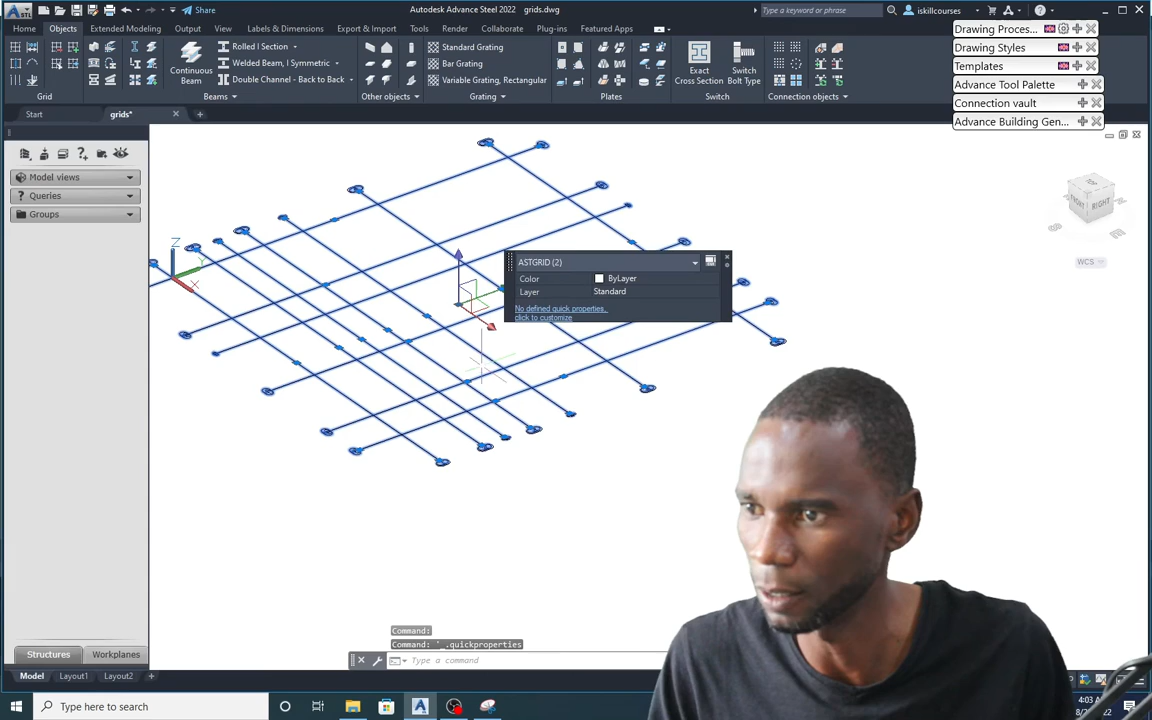 Share
Autodesk Advance Steel 2022 grids.dwg
Type a keyword or phrase
iskillcourses
Home Objects Extended Modeling Output View Labels & Dimensions Export & Import Tools Render Plug-ins Featured Apps
Rolled I Section
Welded Beam, I Symmetric
Double Channel - Back to Back
Continuous
Beam
Standard Grating
Bar Grating
Variable Grating, Rectangular
Exact
Cross Section
Switch
Bolt Type
Grid Beams Other objects Grating Plates Switch Connection objects
Drawing Proces...
Drawing Styles
Templates
Advance Tool Palette
Connection vault
Advance Building Gen...
Start grids*
Model views
Queries
Groups
TOP
FRONT
RIGHT
WCS
Z
Y
X
ASTGRID (2)
Color ByLayer
Layer Standard
No defined quick properties,
click to customize
Command:
Command: '_.quickproperties
Type a command
Structures Workplanes
Model Layout1 Layout2
Type here to search